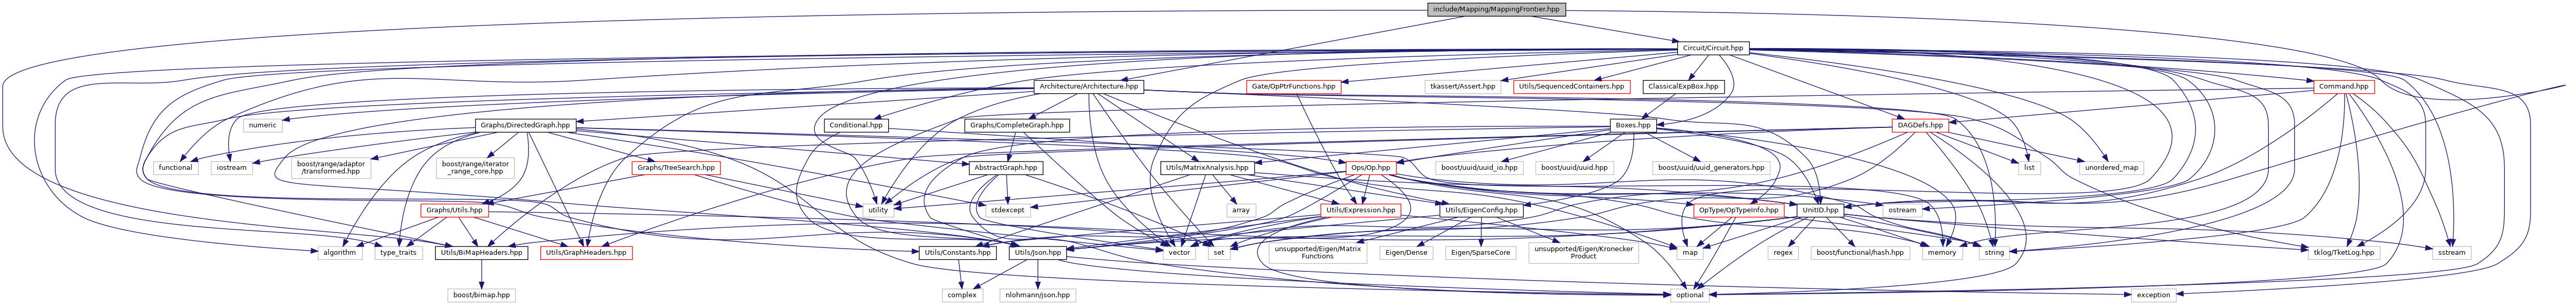 include/Mapping/MappingFrontier.hpp
Circuit/Circuit.hpp
Architecture/Architecture.hpp
Gate/OpPtrFunctions.hpp
tkassert/Assert.hpp
Utils/SequencedContainers.hpp
ClassicalExpBox.hpp
Command.hpp
numeric
Graphs/DirectedGraph.hpp
Conditional.hpp
Graphs/CompleteGraph.hpp
Boxes.hpp
DAGDefs.hpp
functional
iostream
boost/range/adaptor
/transformed.hpp
boost/range/iterator
_range_core.hpp
Graphs/TreeSearch.hpp
AbstractGraph.hpp
Utils/MatrixAnalysis.hpp
Ops/Op.hpp
boost/uuid/uuid_io.hpp
boost/uuid/uuid.hpp
boost/uuid/uuid_generators.hpp
list
unordered_map
Graphs/Utils.hpp
utility
stdexcept
array
Utils/Expression.hpp
Utils/EigenConfig.hpp
OpType/OpTypeInfo.hpp
UnitID.hpp
ostream
algorithm
type_traits
Utils/BiMapHeaders.hpp
Utils/GraphHeaders.hpp
Utils/Constants.hpp
Utils/Json.hpp
vector
set
unsupported/Eigen/Matrix
Functions
Eigen/Dense
Eigen/SparseCore
unsupported/Eigen/Kronecker
Product
map
regex
boost/functional/hash.hpp
memory
string
tklog/TketLog.hpp
sstream
boost/bimap.hpp
complex
nlohmann/json.hpp
optional
exception